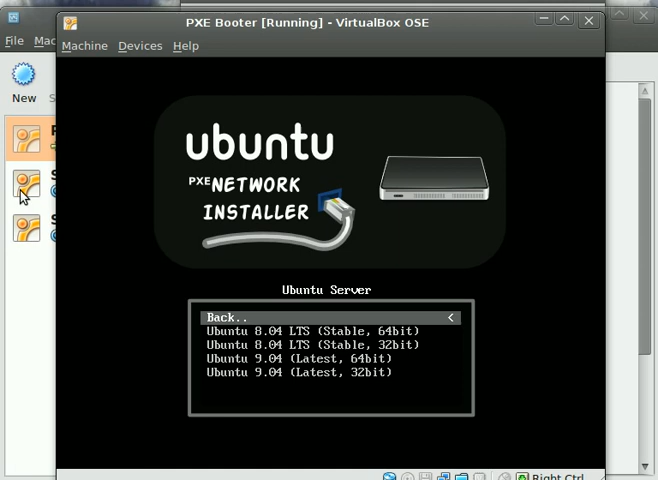 PXE Booter [Running] - VirtualBox OSE
File
Machine Devices Help
New
ubuntu
PXE NETWORK
INSTALLER
Ubuntu Server
Back.. <
Ubuntu 8.04 LTS (Stable, 64bit)
Ubuntu 8.04 LTS (Stable, 32bit)
Ubuntu 9.04 (Latest, 64bit)
Ubuntu 9.04 (Latest, 32bit)
Right Ctrl